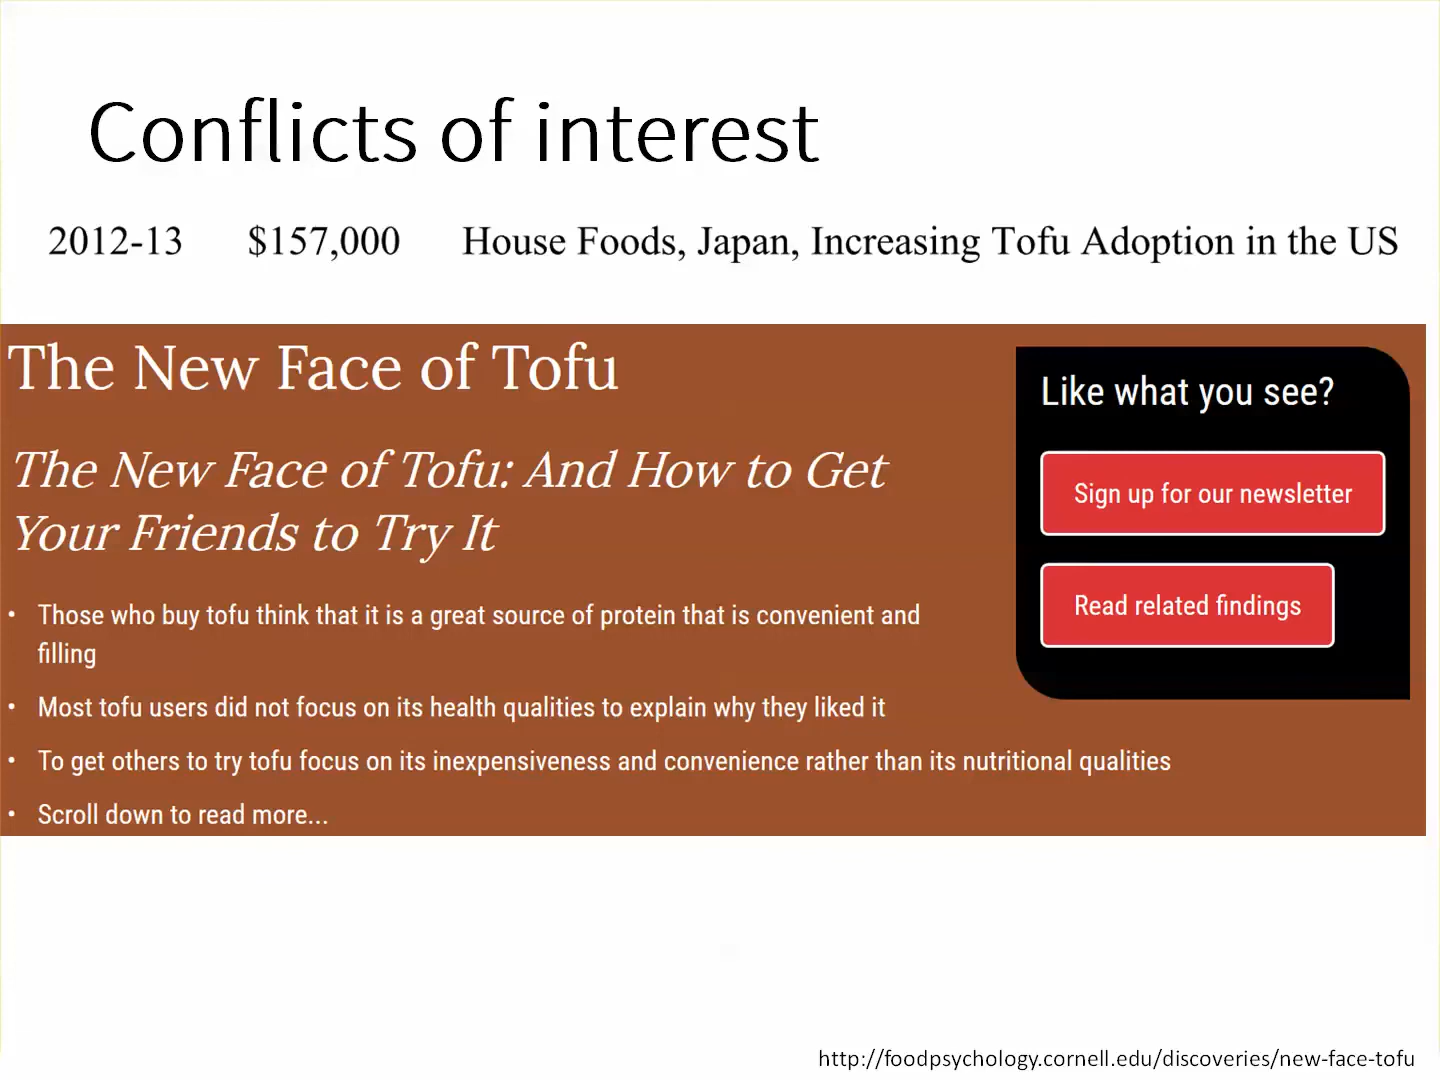 Conflicts of interest
2012-13 $157,000 House Foods, Japan, Increasing Tofu Adoption in the US
The New Face of Tofu
The New Face of Tofu: And How to Get
Your Friends to Try It
• Those who buy tofu think that it is a great source of protein that is convenient and
filling
• Most tofu users did not focus on its health qualities to explain why they liked it
• To get others to try tofu focus on its inexpensiveness and convenience rather than its nutritional qualities
• Scroll down to read more...
Like what you see?
Sign up for our newsletter
Read related findings
http://foodpsychology.cornell.edu/discoveries/new-face-tofu